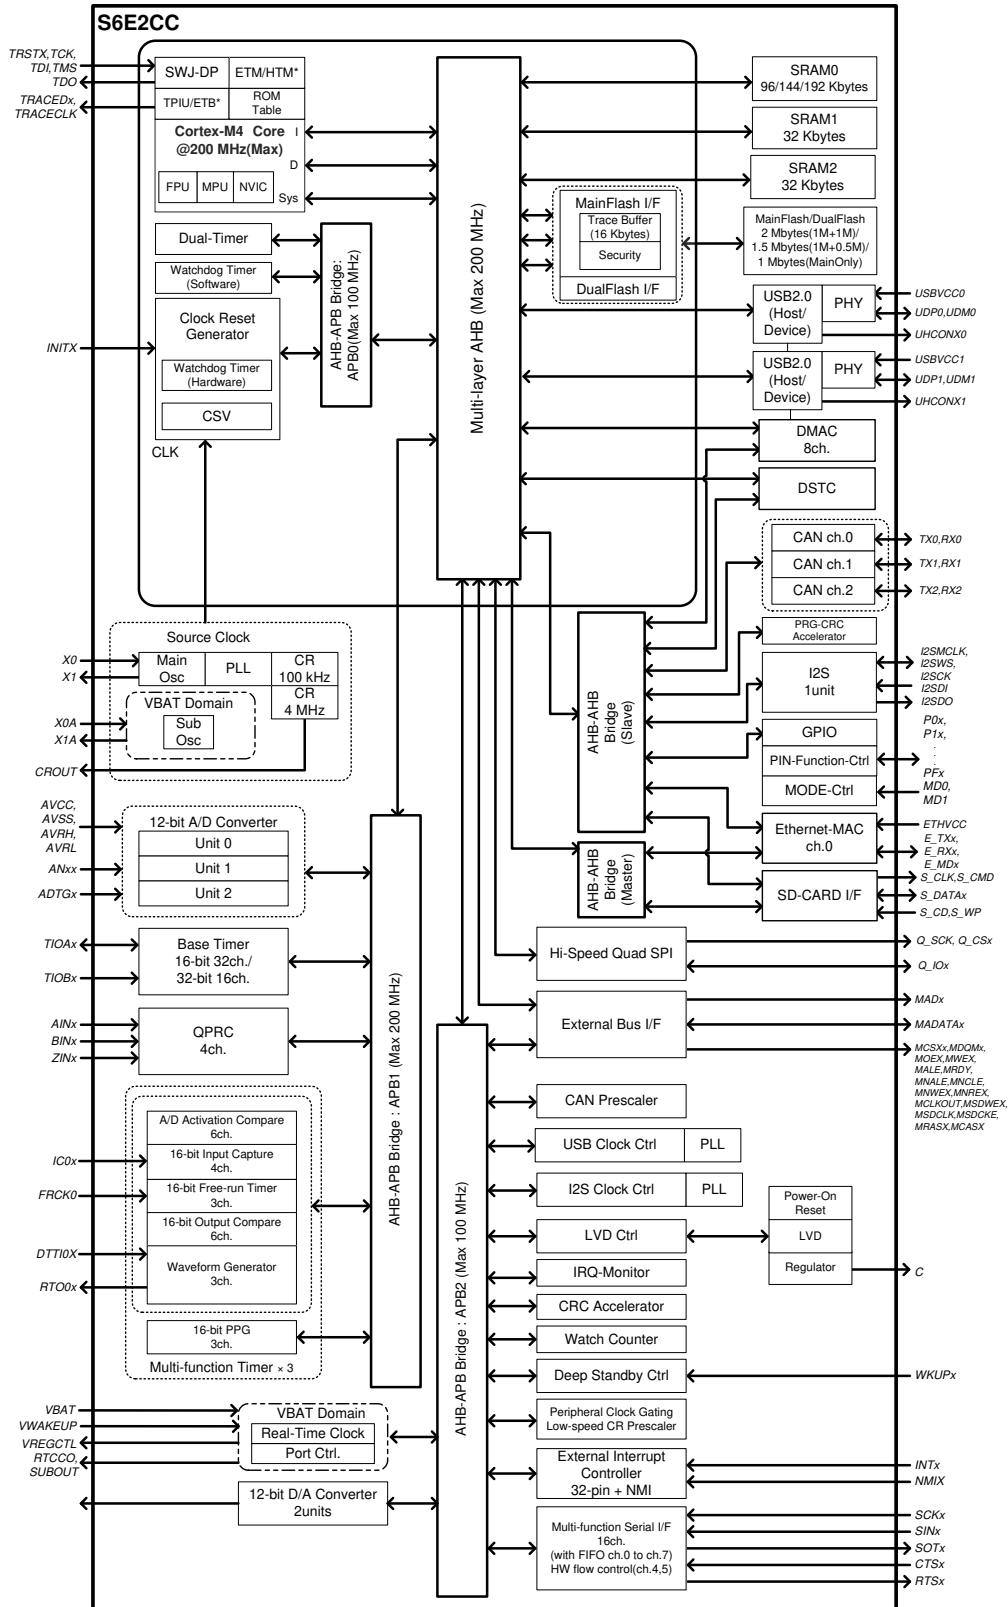 S6E2CC
TRSTX,TCK,
TDI,TMS
TDO
TRACEDx,
TRACECLK
SWJ-DP
ETM/HTM*
TPIU/ETB*
ROM
Table
Cortex-M4 Core
@200 MHz(Max)
I
D
Sys
FPU
MPU
NVIC
Dual-Timer
Watchdog Timer
(Software)
Clock Reset
Generator
Watchdog Timer
(Hardware)
CSV
CLK
INITX
AHB-APB Bridge:
APB0(Max 100 MHz)
Multi-layer AHB (Max 200 MHz)
MainFlash I/F
Trace Buffer
(16 Kbytes)
Security
DualFlash I/F
SRAM0
96/144/192 Kbytes
SRAM1
32 Kbytes
SRAM2
32 Kbytes
MainFlash/DualFlash
2 Mbytes(1M+1M)/
1.5 Mbytes(1M+0.5M)/
1 Mbytes(MainOnly)
USB2.0
(Host/
Device)
PHY
USBVCC0
UDP0,UDM0
UHCONX0
USB2.0
(Host/
Device)
PHY
USBVCC1
UDP1,UDM1
UHCONX1
DMAC
8ch.
DSTC
CAN ch.0
CAN ch.1
CAN ch.2
TX0,RX0
TX1,RX1
TX2,RX2
PRG-CRC
Accelerator
I2S
1unit
I2SMCLK,
I2SWS,
I2SCK
I2SDI
I2SDO
GPIO
PIN-Function-Ctrl
MODE-Ctrl
P0x,
P1x,
:
:
PFx
MD0,
MD1
AHB-AHB
Bridge
(Slave)
AHB-AHB
Bridge
(Master)
Ethernet-MAC
ch.0
ETHVCC
E_TXx,
E_RXx,
E_MDx
SD-CARD I/F
S_CLK,S_CMD
S_DATAx
S_CD,S_WP
Source Clock
X0
X1
Main
Osc
PLL
CR
100 kHz
CR
4 MHz
VBAT Domain
Sub
Osc
X0A
X1A
CROUT
AVCC,
AVSS,
AVRH,
AVRL
ANxx
ADTGx
12-bit A/D Converter
Unit 0
Unit 1
Unit 2
TIOAx
TIOBx
Base Timer
16-bit 32ch./
32-bit 16ch.
AINx
BINx
ZINx
QPRC
4ch.
A/D Activation Compare
6ch.
16-bit Input Capture
4ch.
16-bit Free-run Timer
3ch.
16-bit Output Compare
6ch.
Waveform Generator
3ch.
16-bit PPG
3ch.
Multi-function Timer × 3
IC0x
FRCK0
DTTI0X
RTO0x
AHB-APB Bridge : APB1 (Max 200 MHz)
AHB-APB Bridge : APB2 (Max 100 MHz)
VBAT
VWAKEUP
VREGCTL
RTCCO,
SUBOUT
VBAT Domain
Real-Time Clock
Port Ctrl.
12-bit D/A Converter
2units
Hi-Speed Quad SPI
Q_SCK, Q_CSx
Q_IOx
External Bus I/F
MADx
MADATAx
MCSXx,MDQMx,
MOEX,MWEX,
MALE,MRDY,
MNALE,MNCLE,
MNWEX,MNREX,
MCLKOUT,MSDWEX,
MSDCLK,MSDCKE,
MRASX,MCASX
CAN Prescaler
USB Clock Ctrl
PLL
I2S Clock Ctrl
PLL
LVD Ctrl
Power-On
Reset
LVD
Regulator
C
IRQ-Monitor
CRC Accelerator
Watch Counter
Deep Standby Ctrl
WKUPx
Peripheral Clock Gating
Low-speed CR Prescaler
External Interrupt
Controller
32-pin + NMI
INTx
NMIX
Multi-function Serial I/F
16ch.
(with FIFO ch.0 to ch.7)
HW flow control(ch.4,5)
SCKx
SINx
SOTx
CTSx
RTSx